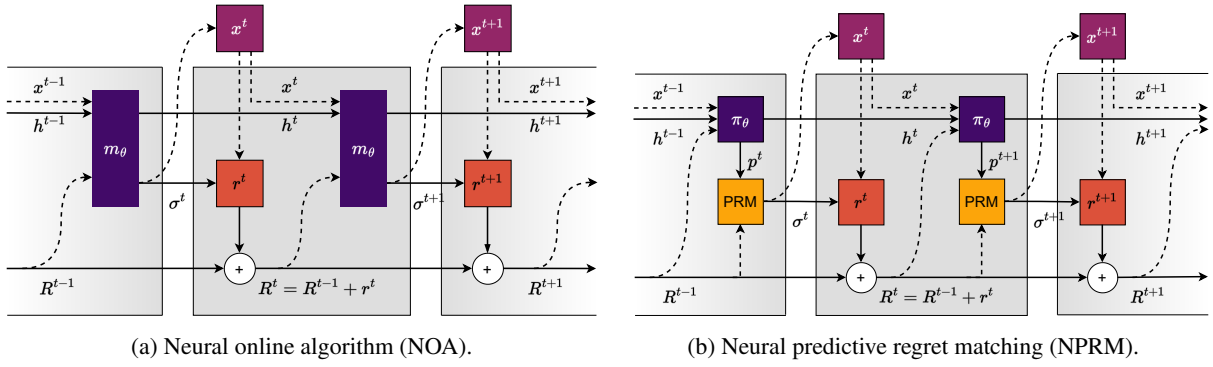 x^t
x^{t+1}
x^{t-1}
x^t
x^{t+1}
h^{t-1}
h^t
h^{t+1}
m_θ
m_θ
r^t
r^{t+1}
σ^t
σ^{t+1}
+
+
R^{t-1}
R^t = R^{t-1} + r^t
R^{t+1}
(a) Neural online algorithm (NOA).
x^t
x^{t+1}
x^{t-1}
x^t
x^{t+1}
π_θ
π_θ
h^{t-1}
h^t
h^{t+1}
p^t
p^{t+1}
PRM
r^t
PRM
r^{t+1}
σ^t
σ^{t+1}
+
+
R^{t-1}
R^t = R^{t-1} + r^t
R^{t+1}
(b) Neural predictive regret matching (NPRM).